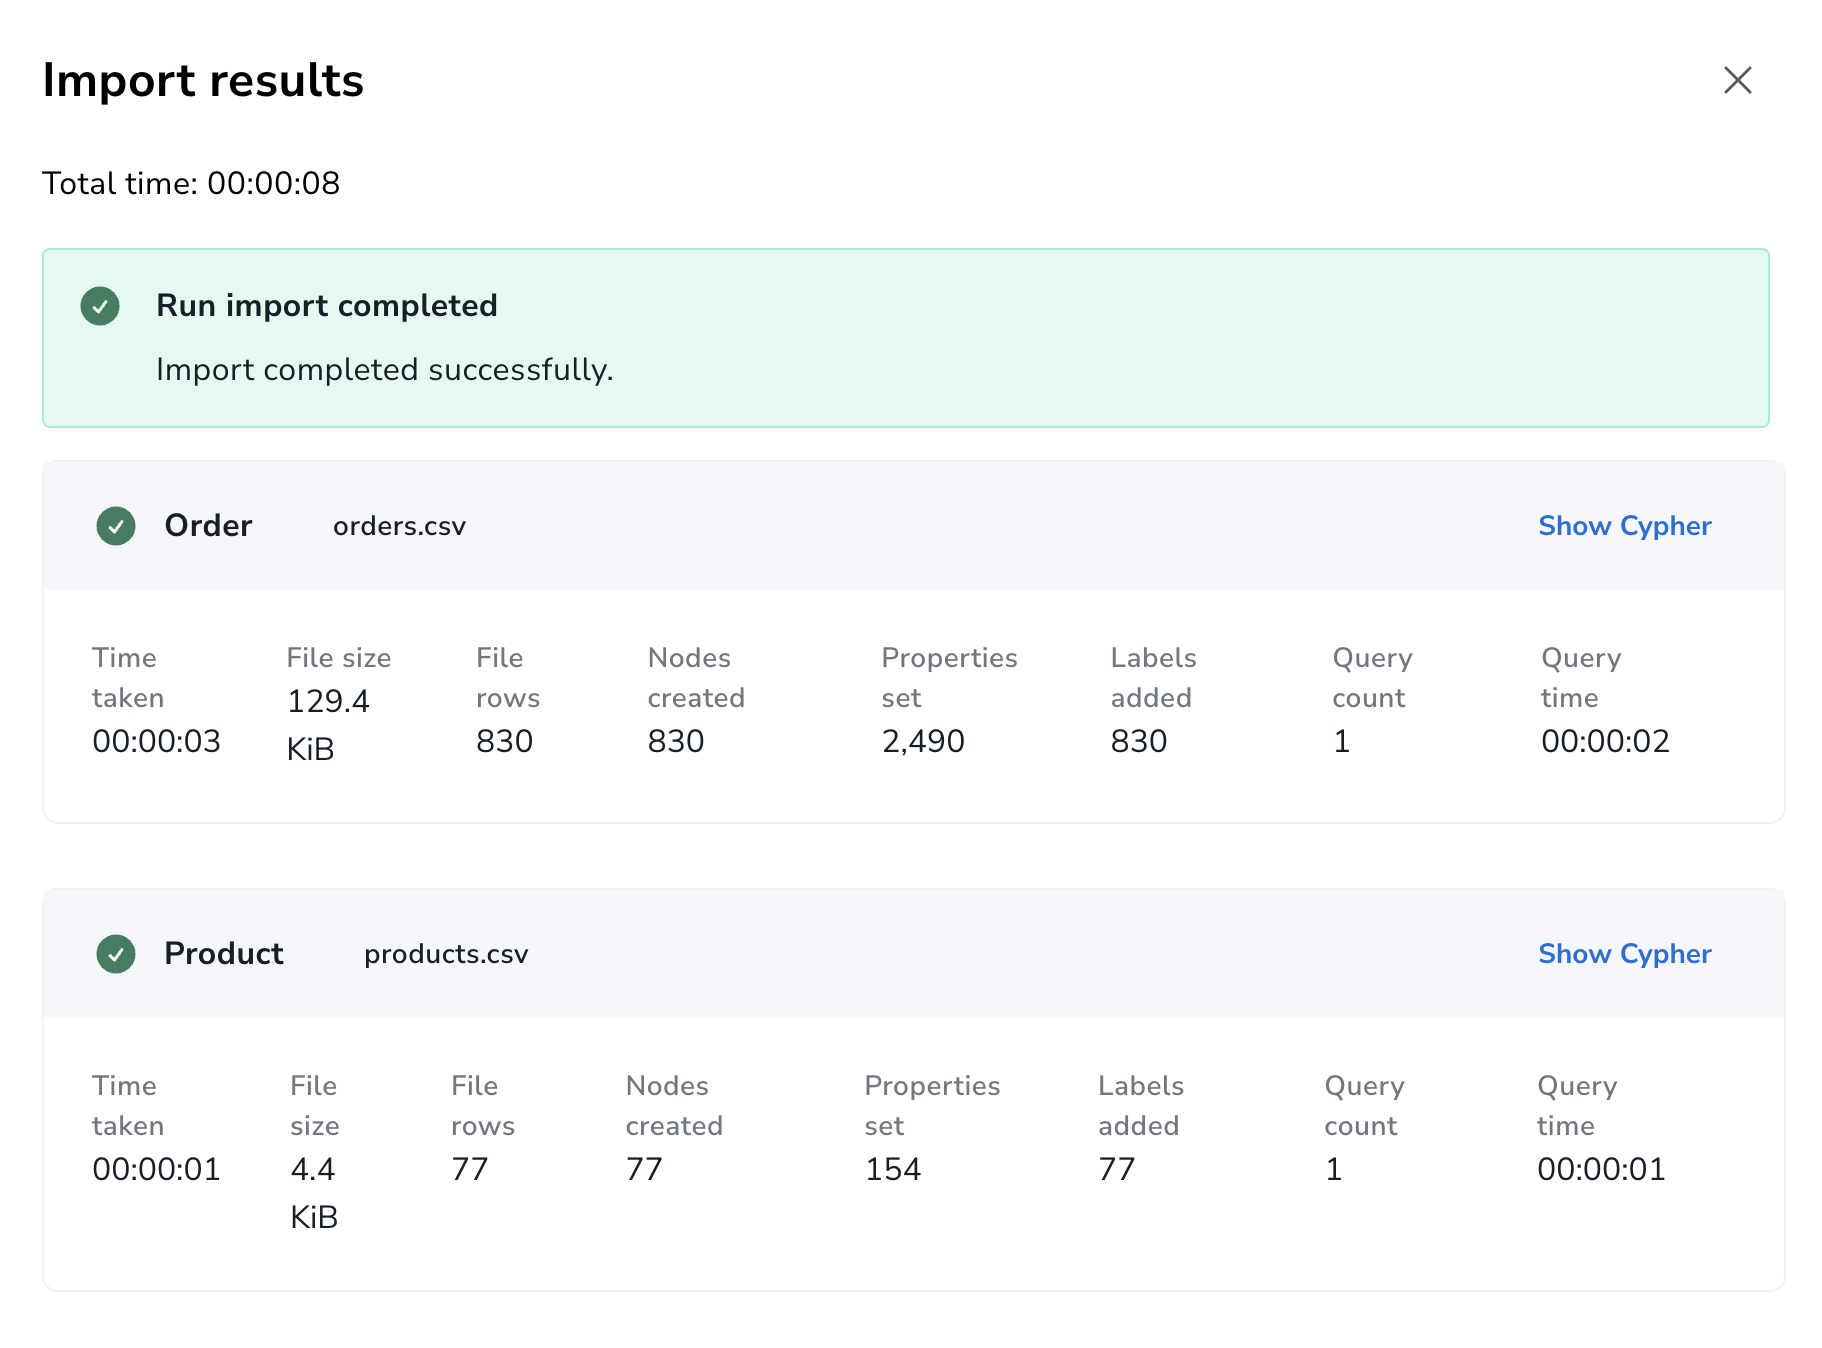 Import results
Total time: 00:00:08
Run import completed
Import completed successfully.
Order orders.csv Show Cypher
Time taken 00:00:03
File size 129.4 KiB
File rows 830
Nodes created 830
Properties set 2,490
Labels added 830
Query count 1
Query time 00:00:02
Product products.csv Show Cypher
Time taken 00:00:01
File size 4.4 KiB
File rows 77
Nodes created 77
Properties set 154
Labels added 77
Query count 1
Query time 00:00:01